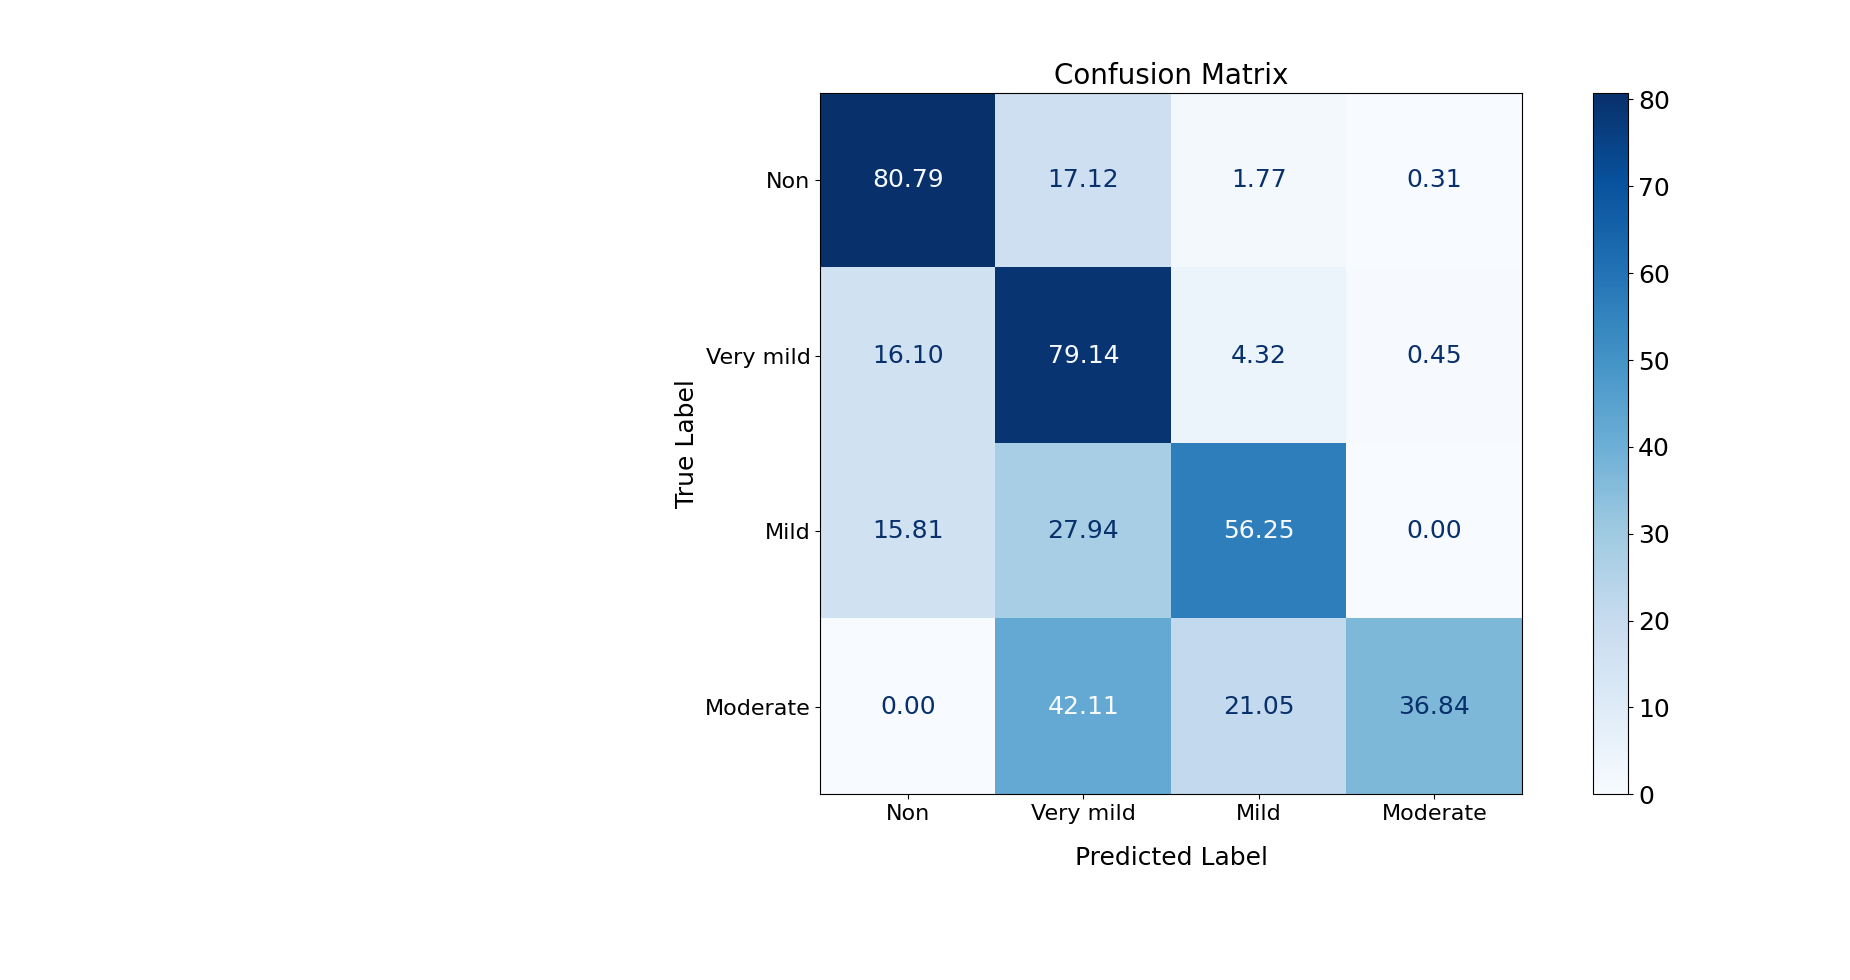 Confusion Matrix
80
Non 80.79 17.12 1.77 0.31
70
60
Very mild 16.10 79.14 4.32 0.45
50
True Label
40
Mild 15.81 27.94 56.25 0.00
30
20
Moderate 0.00 42.11 21.05 36.84
10
0
Non Very mild Mild Moderate
Predicted Label